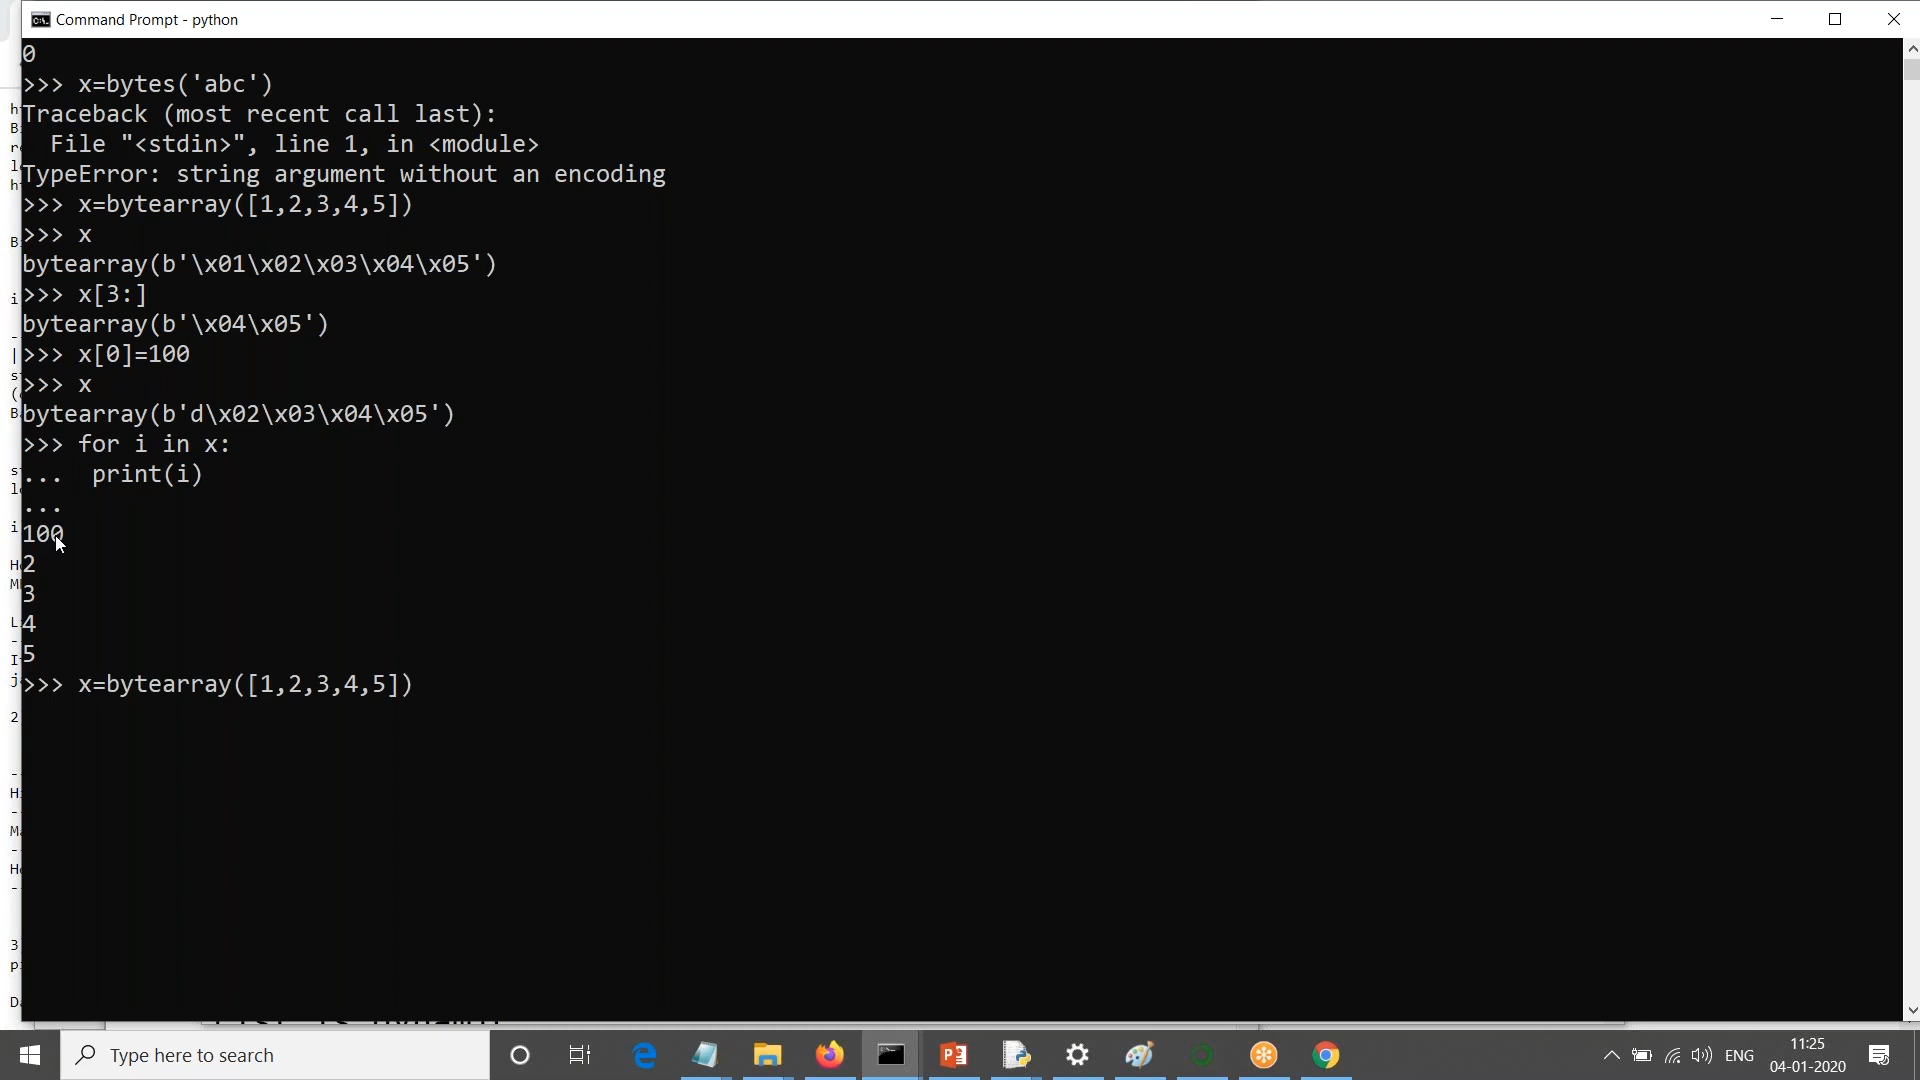 Command Prompt - python
0
>>> x=bytes('abc')
Traceback (most recent call last):
  File "<stdin>", line 1, in <module>
TypeError: string argument without an encoding
>>> x=bytearray([1,2,3,4,5])
>>> x
bytearray(b'\x01\x02\x03\x04\x05')
>>> x[3:]
bytearray(b'\x04\x05')
>>> x[0]=100
>>> x
bytearray(b'd\x02\x03\x04\x05')
>>> for i in x:
...  print(i)
...
100
2
3
4
5
>>> x=bytearray([1,2,3,4,5])
Type here to search
ENG
11:25
04-01-2020